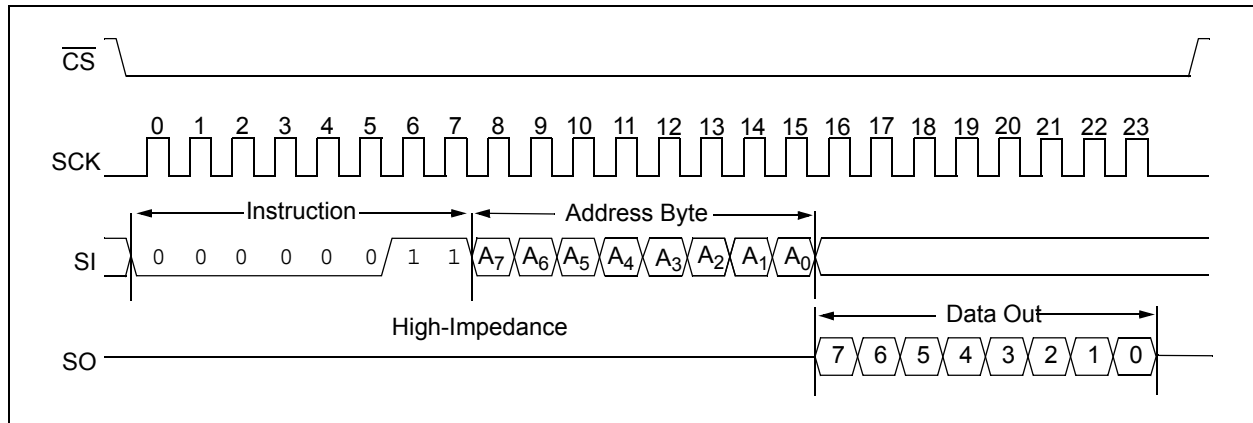 CS
0 1 2 3 4 5 6 7 8 9 10 11 12 13 14 15 16 17 18 19 20 21 22 23
SCK
Instruction Address Byte
SI 0 0 0 0 0 0 1 1 A7 A6 A5 A4 A3 A2 A1 A0
Data Out
High-Impedance
SO 7 6 5 4 3 2 1 0